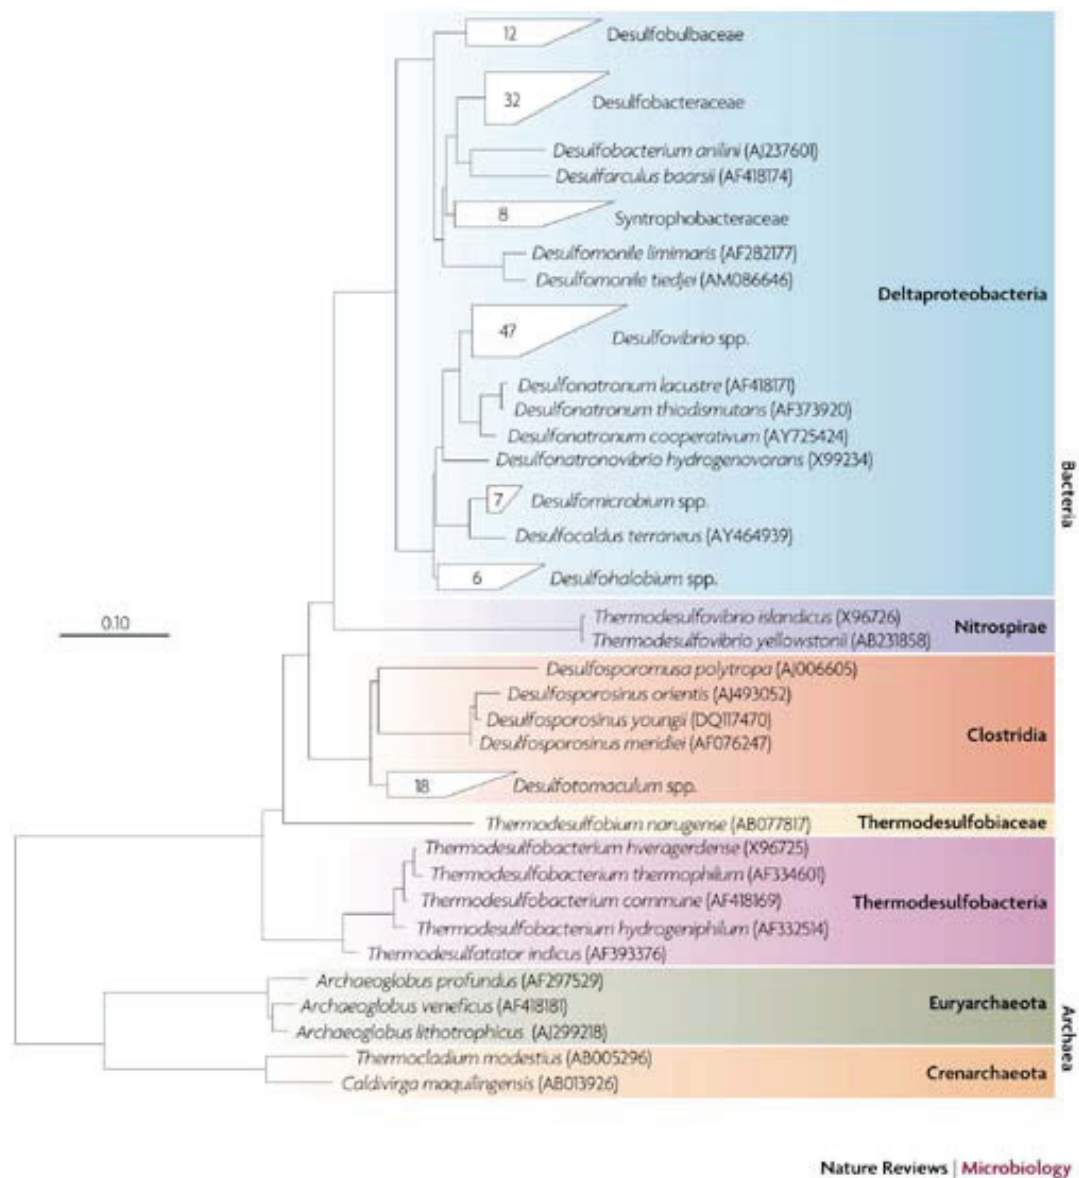 12 Desulfobulbaceae
32 Desulfobacteraceae
Desulfobacterium anilini (AJ237601)
Desulfarculus baarsii (AF418174)
8 Syntrophobacteraceae
Desulfomonile limimaris (AF282177)
Desulfomonile tiedjei (AM086646)
Deltaproteobacteria
47 Desulfovibrio spp.
Desulfonatronum lacustre (AF418171)
Desulfonatronum thiodismutans (AF373920)
Desulfonatronum cooperativum (AY725424)
Desulfonatronovibrio hydrogenovorans (X99234)
Bacteria
7 Desulfomicrobium spp.
Desulfocaldus terraneus (AY464939)
6 Desulfohalobium spp.
0.10
Thermodesulfovibrio islandicus (X96726)
Nitrospirae
Thermodesulfovibrio yellowstonii (AB231858)
Desulfosporomusa polytropa (AJ006605)
Desulfosporosinus orientis (AJ493052)
Desulfosporosinus youngii (DQ117470)
Clostridia
Desulfosporosinus meridiei (AF076247)
18 Desulfotomaculum spp.
Thermodesulfobium narugense (AB077817) Thermodesulfobiaceae
Thermodesulfobacterium hveragerdense (X96725)
Thermodesulfobacterium thermophilum (AF334601)
Thermodesulfobacterium commune (AF418169) Thermodesulfobacteria
Thermodesulfobacterium hydrogeniphilum (AF332514)
Thermodesulfatator indicus (AF393376)
Archaeoglobus profundus (AF297529)
Archaeoglobus veneficus (AF418181) Euryarchaeota
Archaeoglobus lithotrophicus (AJ299218)
Archaea
Thermocladium modestius (AB005296)
Crenarchaeota
Caldivirga maquilingensis (AB013926)
Nature Reviews | Microbiology